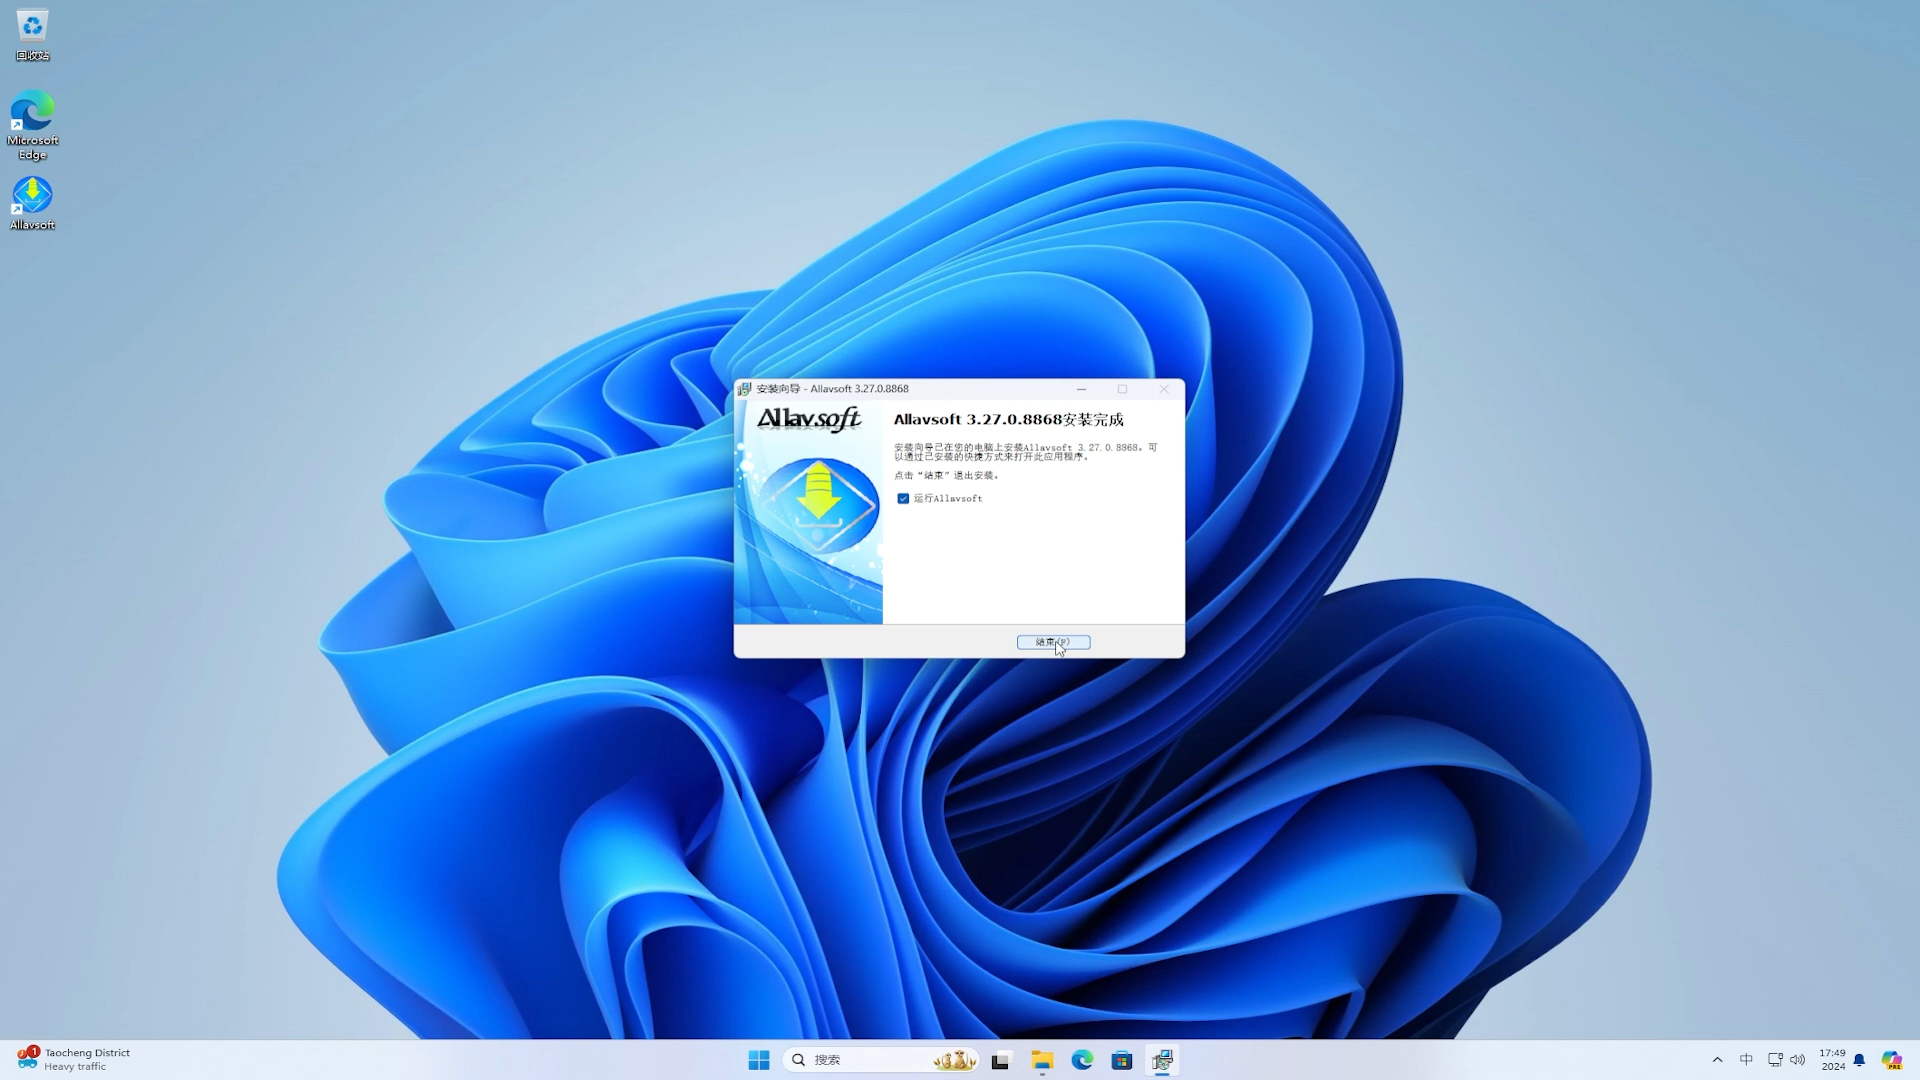 回收站
Microsoft
Edge
Allavsoft
安装向导 - Allavsoft 3.27.0.8868
Allavsoft
Allavsoft 3.27.0.8868安装完成
安装向导已在您的电脑上安装Allavsoft 3.27.0.8868。可
以通过已安装的快捷方式来打开此应用程序。
点击“结束”退出安装。
运行Allavsoft
结束(F)
1
Taocheng District
Heavy traffic
搜索
中
17:49
2024
PRE